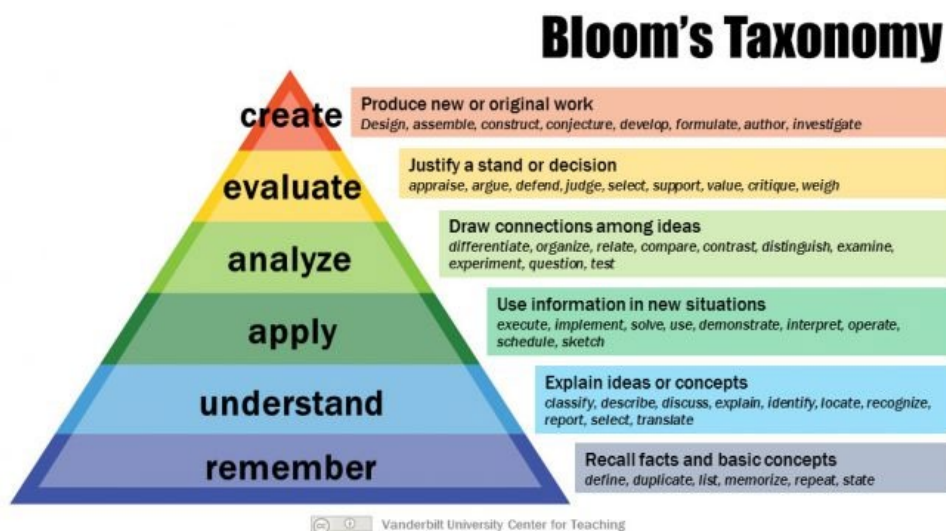 Bloom's Taxonomy
create
Produce new or original work
Design, assemble, construct, conjecture, develop, formulate, author, investigate
evaluate
Justify a stand or decision
appraise, argue, defend, judge, select, support, value, critique, weigh
analyze
Draw connections among ideas
differentiate, organize, relate, compare, contrast, distinguish, examine,
experiment, question, test
apply
Use information in new situations
execute, implement, solve, use, demonstrate, interpret, operate,
schedule, sketch
understand
Explain ideas or concepts
classify, describe, discuss, explain, identify, locate, recognize,
report, select, translate
remember
Recall facts and basic concepts
define, duplicate, list, memorize, repeat, state
cc Vanderbilt University Center for Teaching